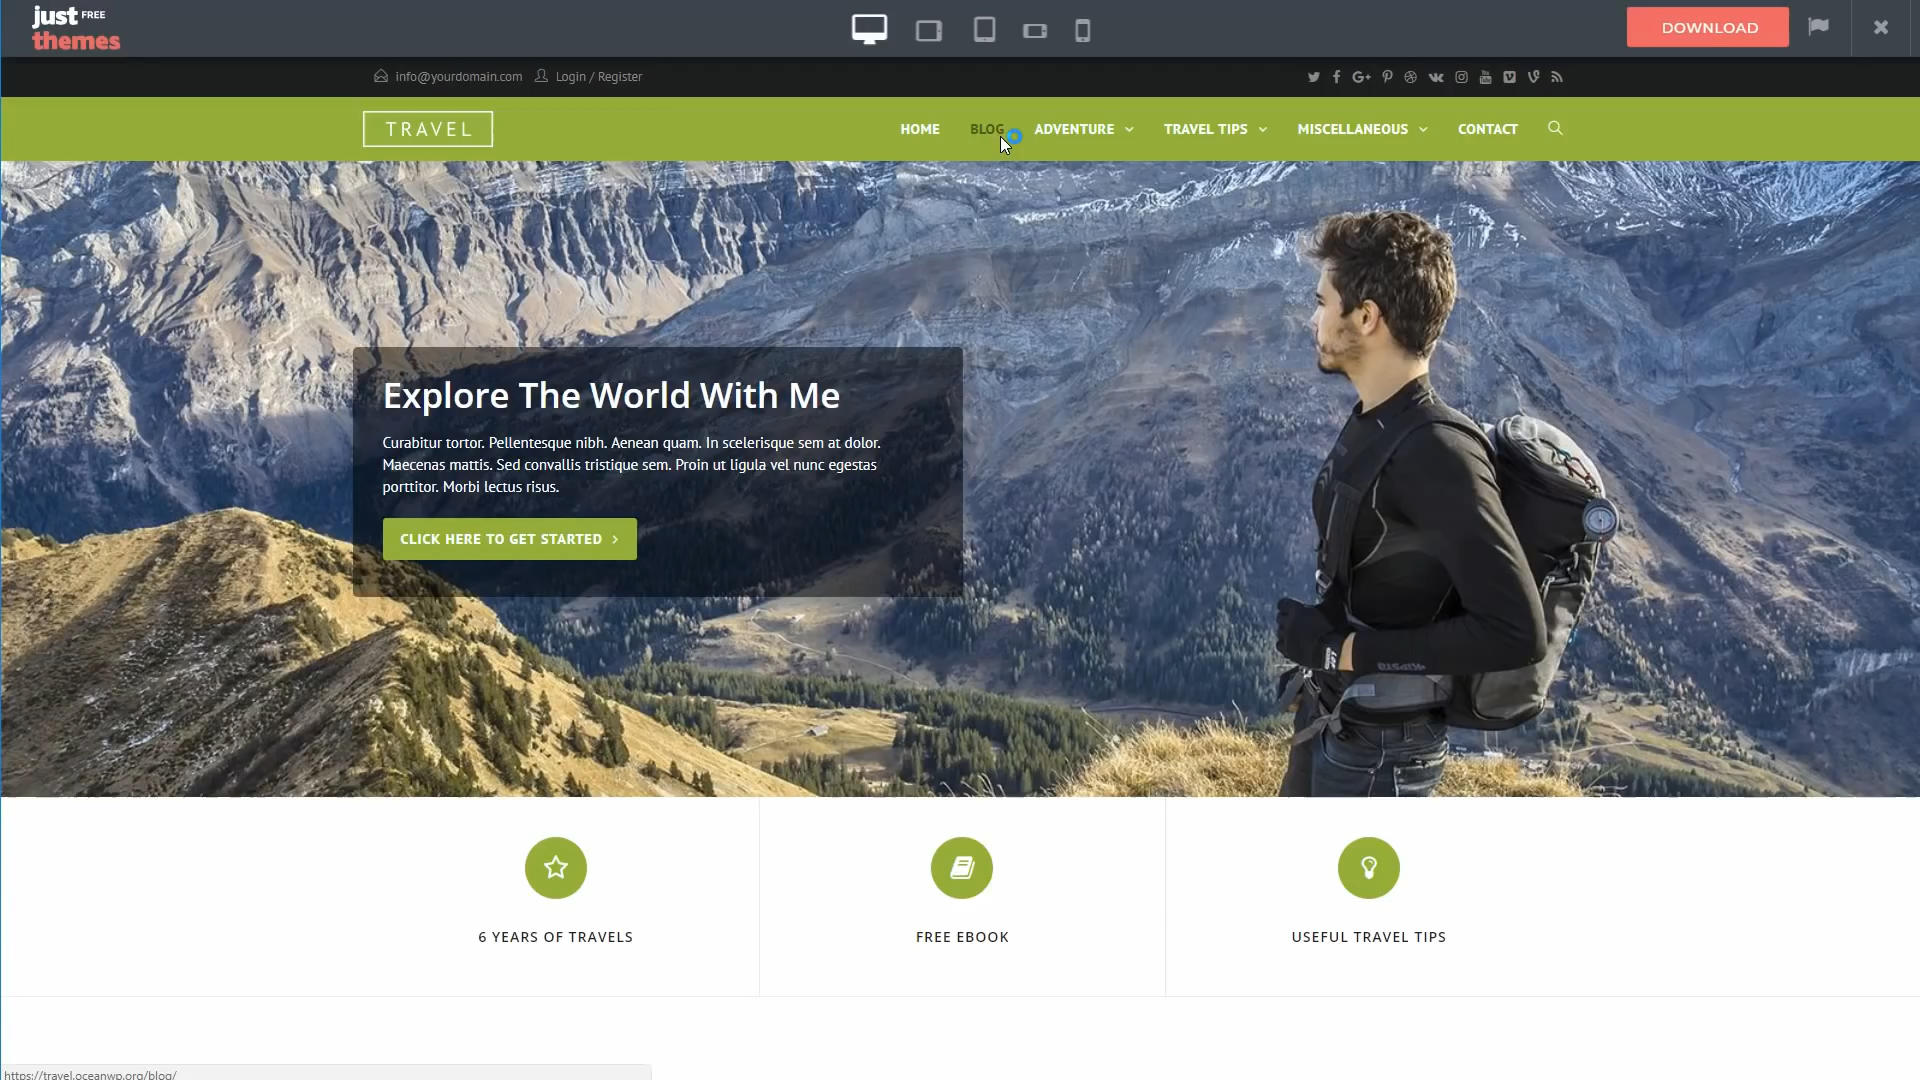 just FREE
themes
DOWNLOAD
info@yourdomain.com Login / Register
TRAVEL
HOME BLOG ADVENTURE TRAVEL TIPS MISCELLANEOUS CONTACT
Explore The World With Me
Curabitur tortor. Pellentesque nibh. Aenean quam. In scelerisque sem at dolor.
Maecenas mattis. Sed convallis tristique sem. Proin ut ligula vel nunc egestas
porttitor. Morbi lectus risus.
CLICK HERE TO GET STARTED
6 YEARS OF TRAVELS
FREE EBOOK
USEFUL TRAVEL TIPS
https://travel.oceanwp.org/blog/